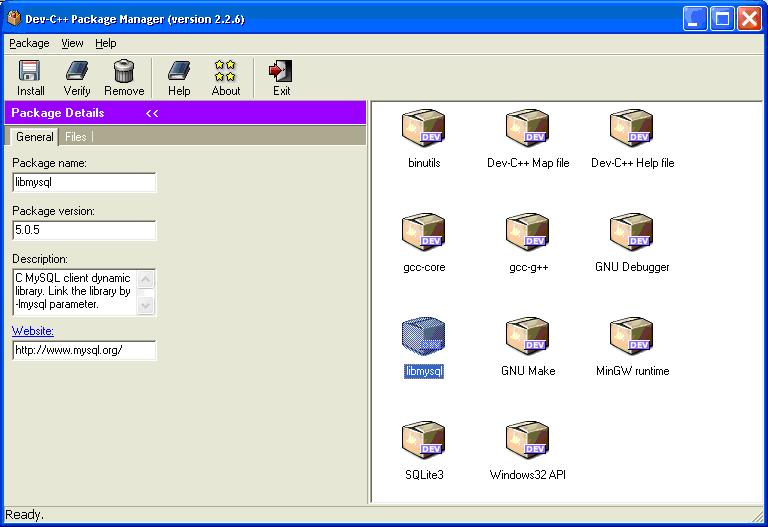 Dev-C++ Package Manager (version 2.2.6)
Package View Help
Install Verify Remove Help About Exit
Package Details <<
General Files
Package name:
libmysql
Package version:
5.0.5
Description:
C MySQL client dynamic
library. Link the library by
-lmysql parameter.
Website:
http://www.mysql.org/
DEV DEV DEV
binutils Dev-C++ Map file Dev-C++ Help file
DEV DEV DEV
gcc-core gcc-g++ GNU Debugger
DEV DEV DEV
libmysql GNU Make MinGW runtime
DEV DEV
SQLite3 Windows32 API
Ready.